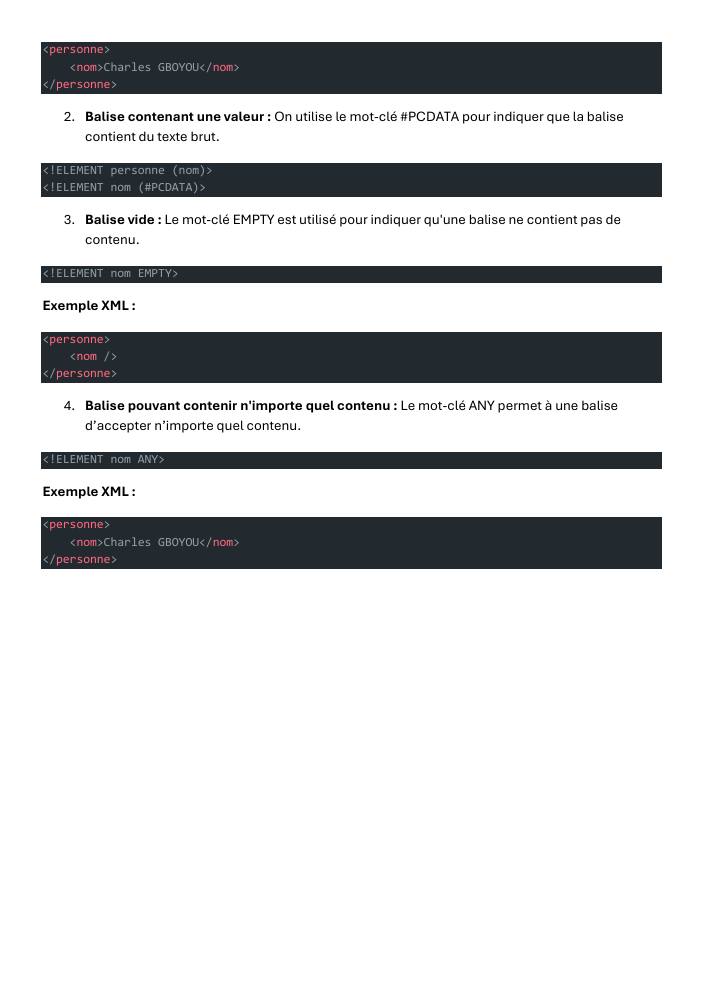 <personne>
    <nom>Charles GBOYOU</nom>
</personne>
2. Balise contenant une valeur : On utilise le mot-clé #PCDATA pour indiquer que la balise
contient du texte brut.
<!ELEMENT personne (nom)>
<!ELEMENT nom (#PCDATA)>
3. Balise vide : Le mot-clé EMPTY est utilisé pour indiquer qu'une balise ne contient pas de
contenu.
<!ELEMENT nom EMPTY>
Exemple XML :
<personne>
    <nom />
</personne>
4. Balise pouvant contenir n'importe quel contenu : Le mot-clé ANY permet à une balise
d’accepter n’importe quel contenu.
<!ELEMENT nom ANY>
Exemple XML :
<personne>
    <nom>Charles GBOYOU</nom>
</personne>